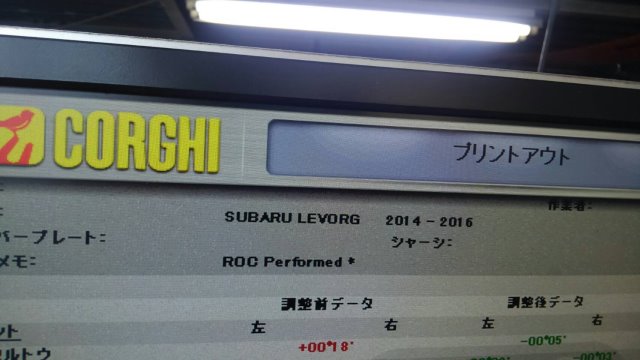 CORGHI
プリントアウト
作業者:
SUBARU LEVORG 2014 - 2016
バープレート: シャーシ:
メモ: ROC Performed *
調整前データ 調整後データ
左 右 左 右
ント
+00°18' -00°05'
ルトウ